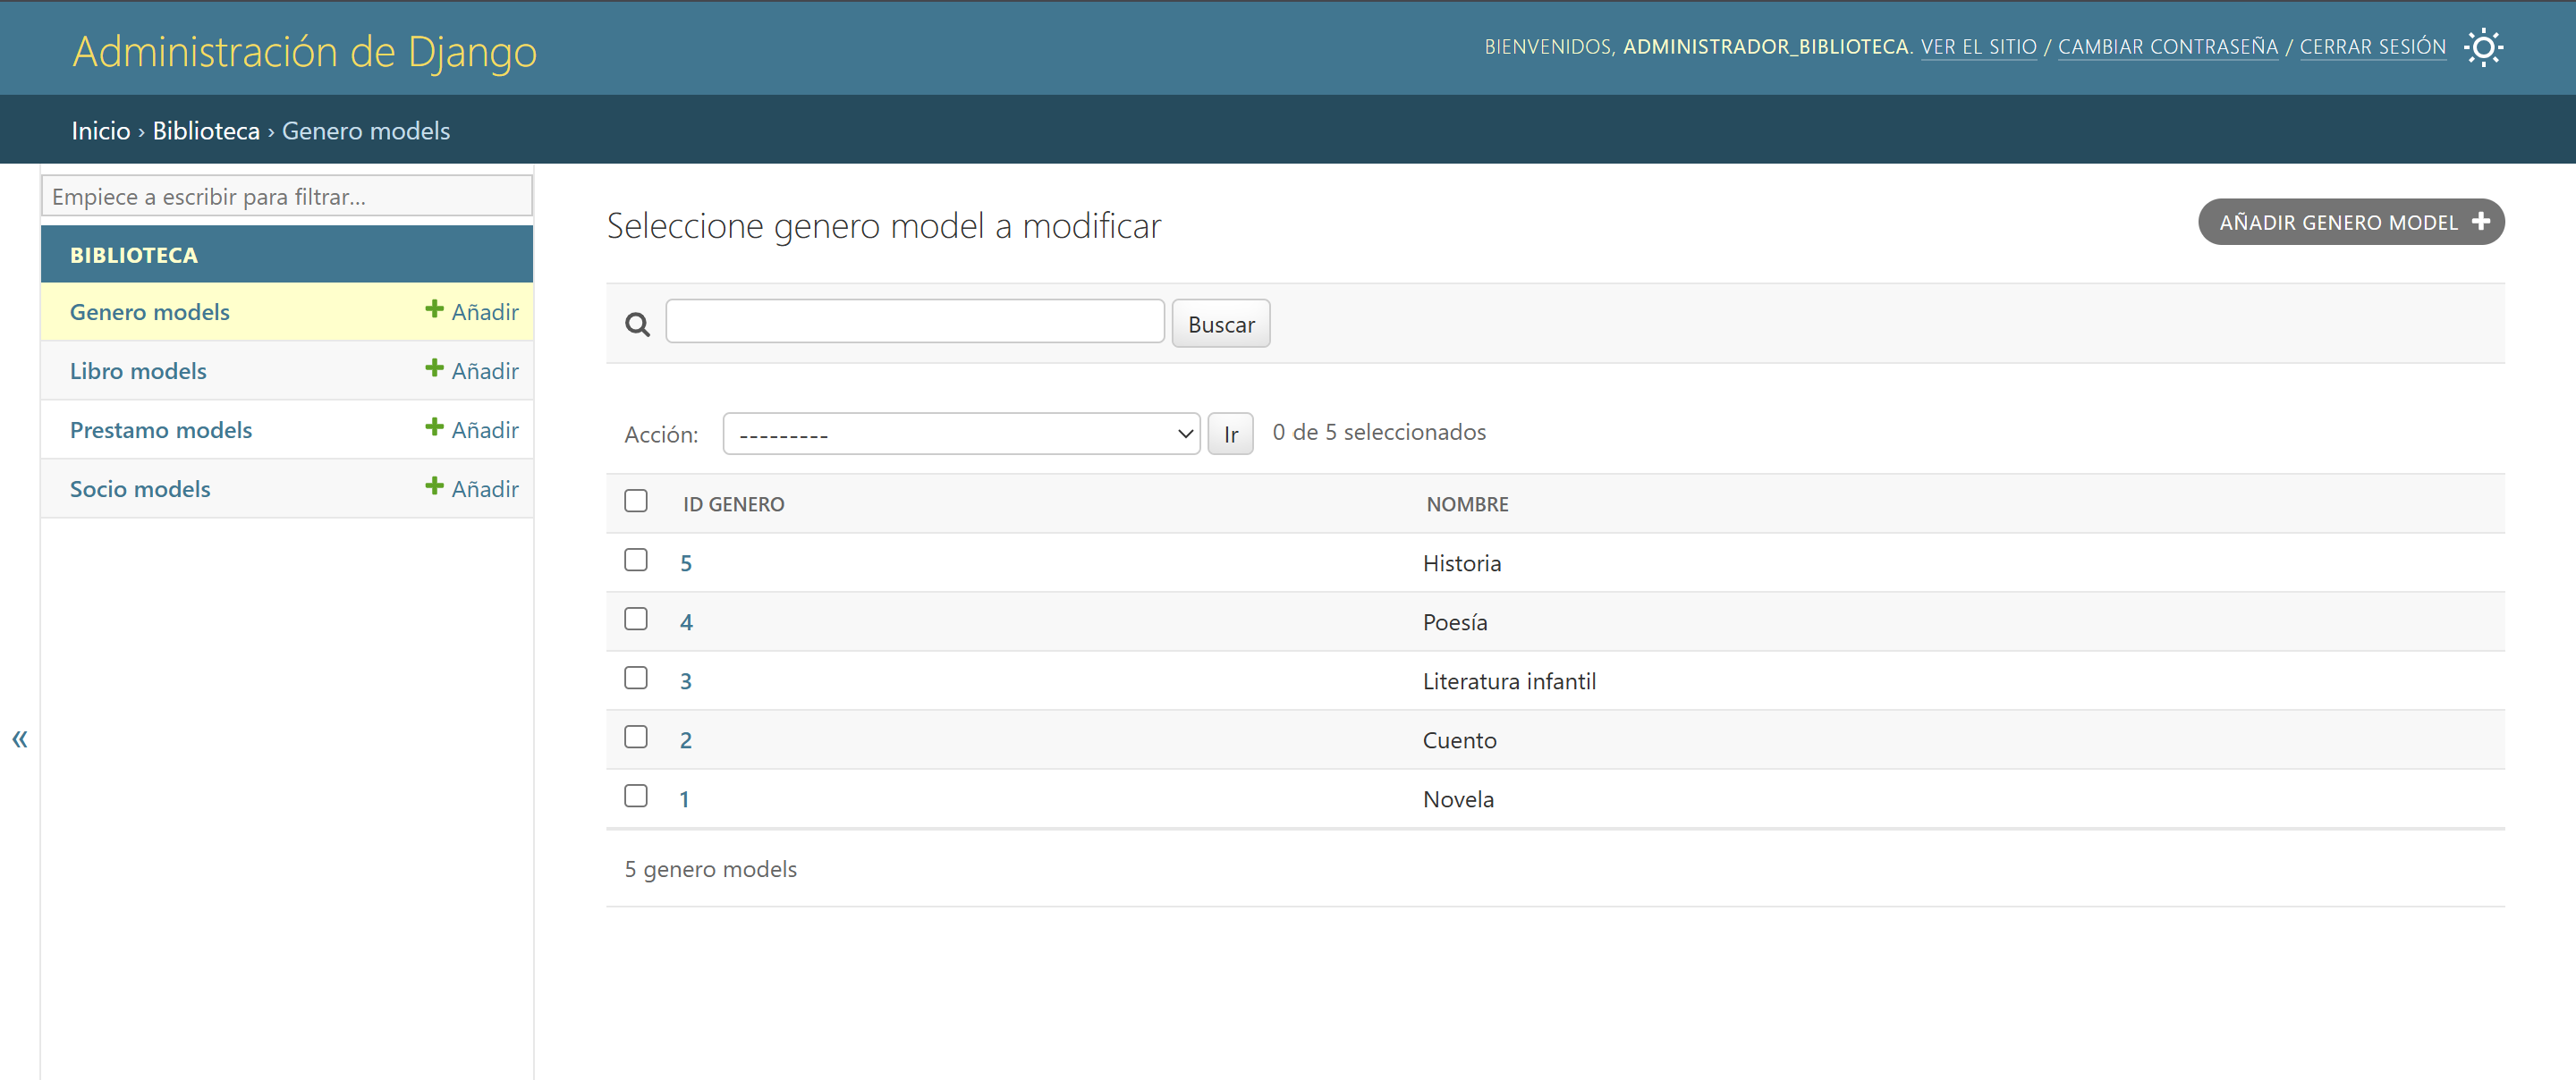 Administración de Django
BIENVENIDOS, ADMINISTRADOR_BIBLIOTECA. VER EL SITIO / CAMBIAR CONTRASEÑA / CERRAR SESIÓN
Inicio › Biblioteca › Genero models
Empiece a escribir para filtrar...
BIBLIOTECA
Genero models Añadir
Libro models Añadir
Prestamo models Añadir
Socio models Añadir
«
Seleccione genero model a modificar
AÑADIR GENERO MODEL
Buscar
Acción: --------- Ir 0 de 5 seleccionados
ID GENERO NOMBRE
5 Historia
4 Poesía
3 Literatura infantil
2 Cuento
1 Novela
5 genero models